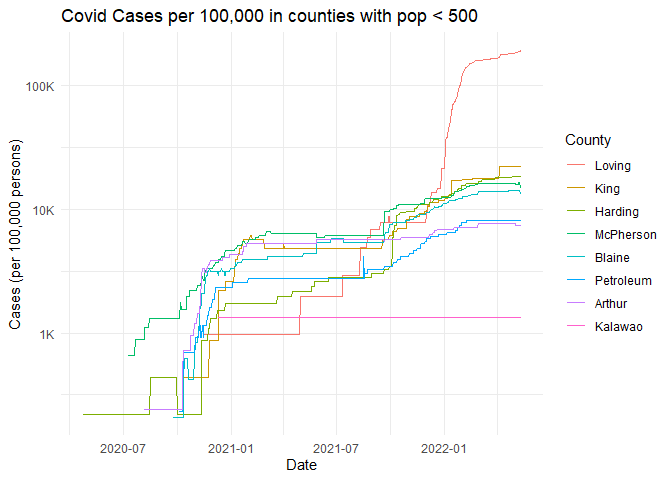 Covid Cases per 100,000 in counties with pop < 500
Cases (per 100,000 persons)
100K
10K
1K
2020-07
2021-01
2021-07
2022-01
Date
County
Loving
King
Harding
McPherson
Blaine
Petroleum
Arthur
Kalawao